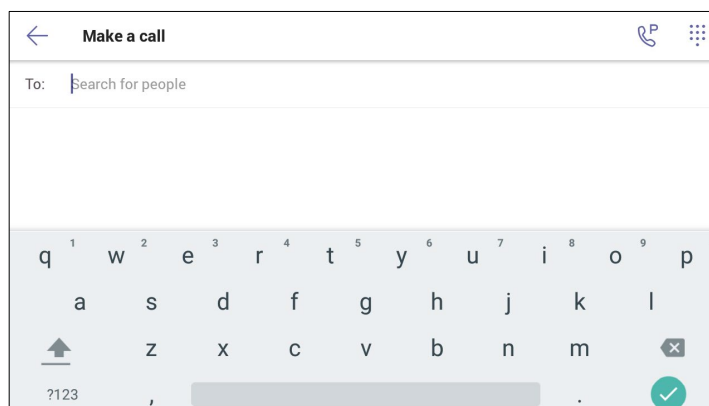 Make a call P
To: Search for people
q 1 w 2 e 3 r 4 t 5 y 6 u 7 i 8 o 9 p
a s d f g h j k l
z x c v b n m
?123 , .